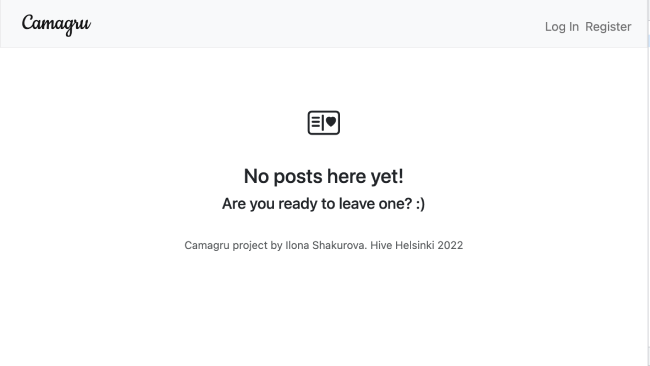 Camagru
Log In Register
No posts here yet!
Are you ready to leave one? :)
Camagru project by Ilona Shakurova. Hive Helsinki 2022